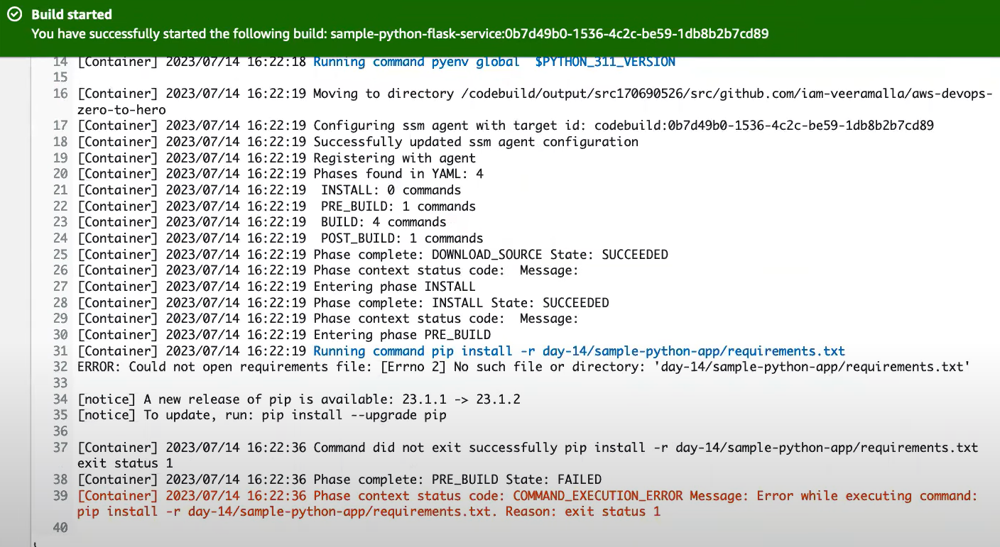 Build started
You have successfully started the following build: sample-python-flask-service:0b7d49b0-1536-4c2c-be59-1db8b2b7cd89
14 [Container] 2023/07/14 16:22:18 Running command pyenv global  $PYTHON_311_VERSION
15
16 [Container] 2023/07/14 16:22:19 Moving to directory /codebuild/output/src170690526/src/github.com/iam-veeramalla/aws-devops-
zero-to-hero
17 [Container] 2023/07/14 16:22:19 Configuring ssm agent with target id: codebuild:0b7d49b0-1536-4c2c-be59-1db8b2b7cd89
18 [Container] 2023/07/14 16:22:19 Successfully updated ssm agent configuration
19 [Container] 2023/07/14 16:22:19 Registering with agent
20 [Container] 2023/07/14 16:22:19 Phases found in YAML: 4
21 [Container] 2023/07/14 16:22:19  INSTALL: 0 commands
22 [Container] 2023/07/14 16:22:19  PRE_BUILD: 1 commands
23 [Container] 2023/07/14 16:22:19  BUILD: 4 commands
24 [Container] 2023/07/14 16:22:19  POST_BUILD: 1 commands
25 [Container] 2023/07/14 16:22:19 Phase complete: DOWNLOAD_SOURCE State: SUCCEEDED
26 [Container] 2023/07/14 16:22:19 Phase context status code:  Message:
27 [Container] 2023/07/14 16:22:19 Entering phase INSTALL
28 [Container] 2023/07/14 16:22:19 Phase complete: INSTALL State: SUCCEEDED
29 [Container] 2023/07/14 16:22:19 Phase context status code:  Message:
30 [Container] 2023/07/14 16:22:19 Entering phase PRE_BUILD
31 [Container] 2023/07/14 16:22:19 Running command pip install -r day-14/sample-python-app/requirements.txt
32 ERROR: Could not open requirements file: [Errno 2] No such file or directory: 'day-14/sample-python-app/requirements.txt'
33
34 [notice] A new release of pip is available: 23.1.1 -> 23.1.2
35 [notice] To update, run: pip install --upgrade pip
36
37 [Container] 2023/07/14 16:22:36 Command did not exit successfully pip install -r day-14/sample-python-app/requirements.txt
exit status 1
38 [Container] 2023/07/14 16:22:36 Phase complete: PRE_BUILD State: FAILED
39 [Container] 2023/07/14 16:22:36 Phase context status code: COMMAND_EXECUTION_ERROR Message: Error while executing command:
pip install -r day-14/sample-python-app/requirements.txt. Reason: exit status 1
40